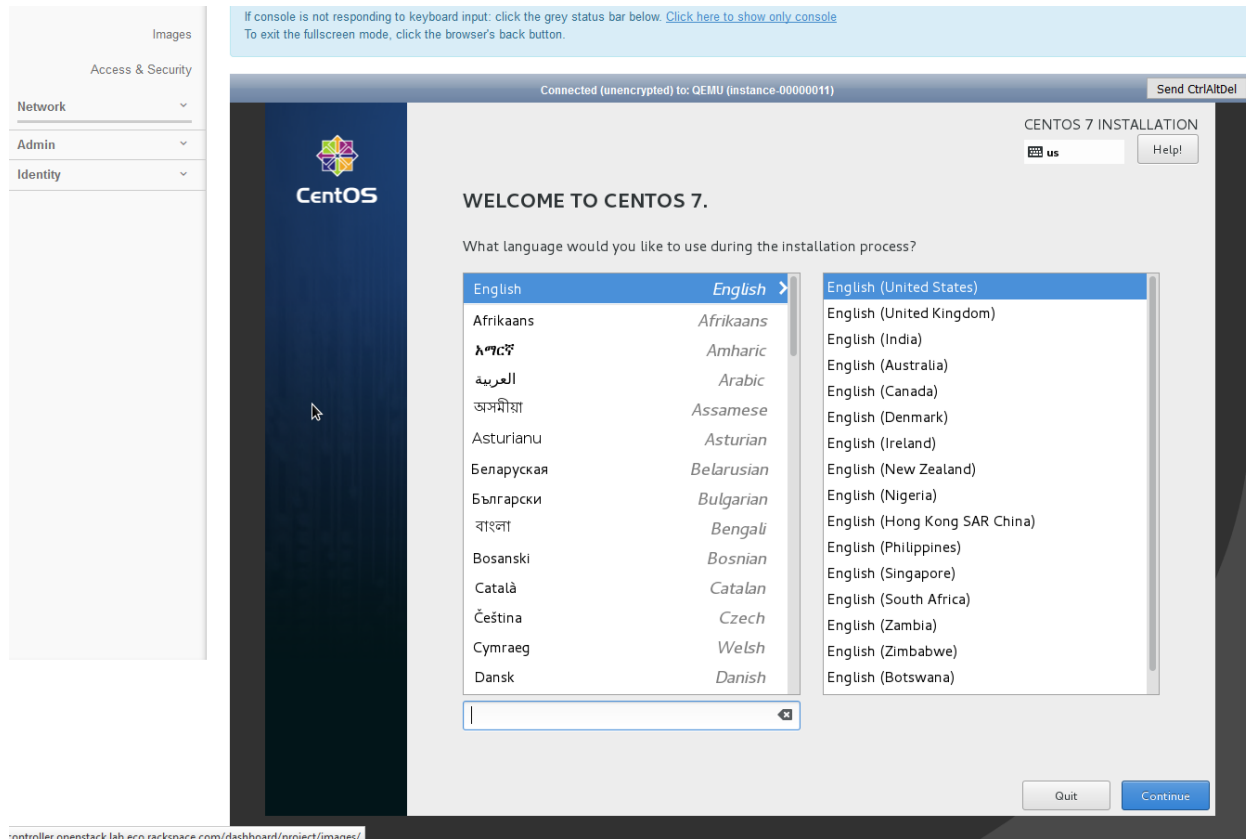 If console is not responding to keyboard input: click the grey status bar below. Click here to show only console
To exit the fullscreen mode, click the browser's back button.
Images
Access & Security
Network
Admin
Identity
Connected (unencrypted) to: QEMU (instance-00000011)
Send CtrlAltDel
CentOS
CENTOS 7 INSTALLATION
us
Help!
WELCOME TO CENTOS 7.
What language would you like to use during the installation process?
English English
Afrikaans Afrikaans
አማርኛ Amharic
العربية Arabic
অসমীয়া Assamese
Asturianu Asturian
Беларуская Belarusian
Български Bulgarian
বাংলা Bengali
Bosanski Bosnian
Català Catalan
Čeština Czech
Cymraeg Welsh
Dansk Danish
English (United States)
English (United Kingdom)
English (India)
English (Australia)
English (Canada)
English (Denmark)
English (Ireland)
English (New Zealand)
English (Nigeria)
English (Hong Kong SAR China)
English (Philippines)
English (Singapore)
English (South Africa)
English (Zambia)
English (Zimbabwe)
English (Botswana)
Quit
Continue
controller.openstack.lab.eco.rackspace.com/dashboard/project/images/